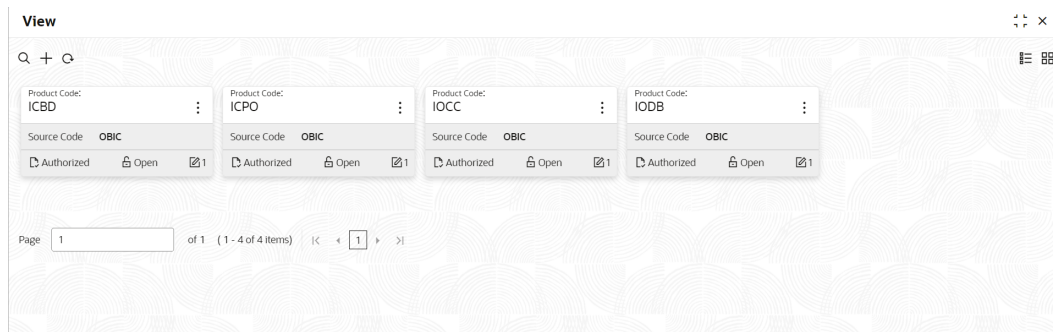 View
Product Code:
ICBD
Source Code OBIC
Authorized Open 1
Product Code:
ICPO
Source Code OBIC
Authorized Open 1
Product Code:
IOCC
Source Code OBIC
Authorized Open 1
Product Code:
IODB
Source Code OBIC
Authorized Open 1
Page 1 of 1 ( 1 - 4 of 4 items) 1